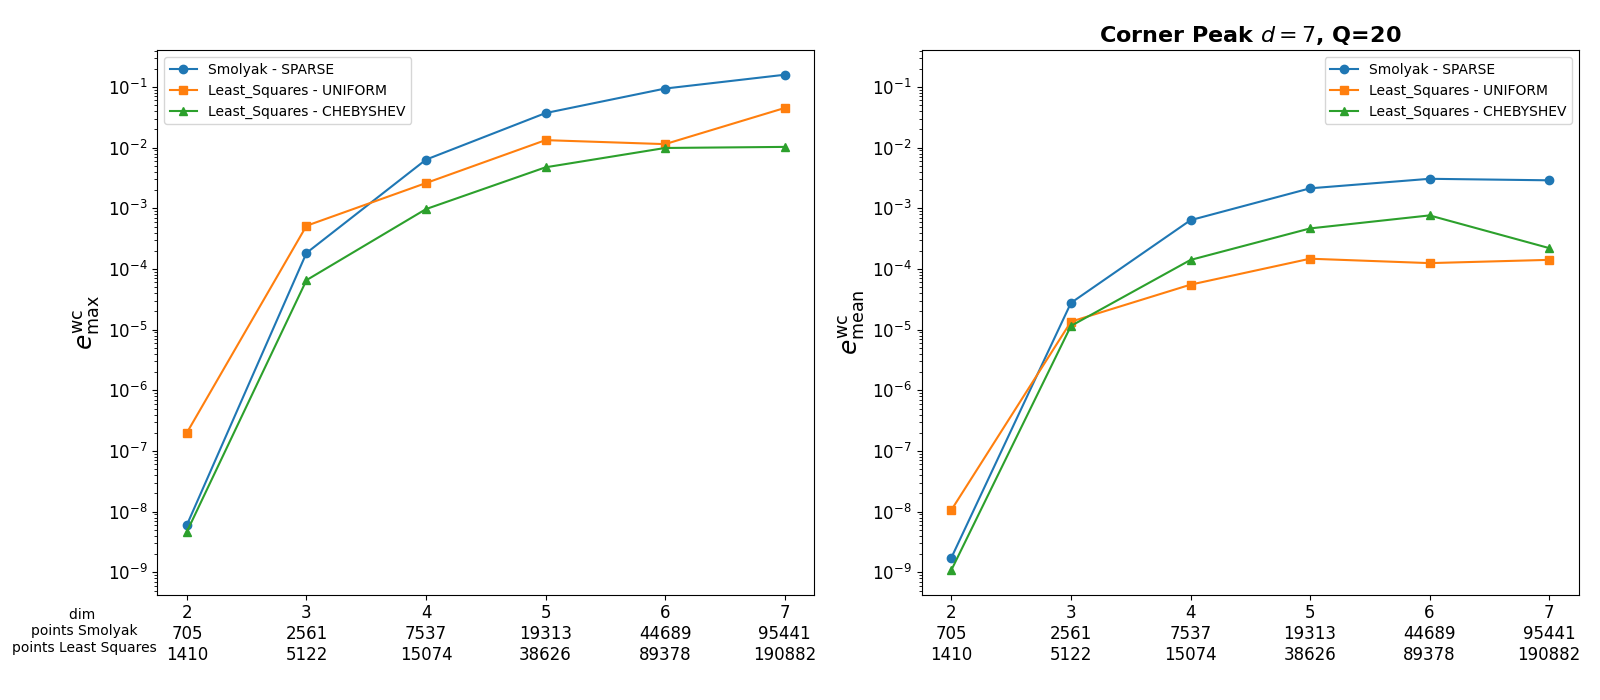 Corner Peak d = 7, Q=20
Smolyak - SPARSE
Least_Squares - UNIFORM
Least_Squares - CHEBYSHEV
10⁻¹
10⁻²
10⁻³
10⁻⁴
10⁻⁵
10⁻⁶
10⁻⁷
10⁻⁸
10⁻⁹
e^wc_max
dim
points Smolyak
points Least Squares
2 3 4 5 6 7
705 2561 7537 19313 44689 95441
1410 5122 15074 38626 89378 190882
Smolyak - SPARSE
Least_Squares - UNIFORM
Least_Squares - CHEBYSHEV
10⁻¹
10⁻²
10⁻³
10⁻⁴
10⁻⁵
10⁻⁶
10⁻⁷
10⁻⁸
10⁻⁹
e^wc_mean
2 3 4 5 6 7
705 2561 7537 19313 44689 95441
1410 5122 15074 38626 89378 190882